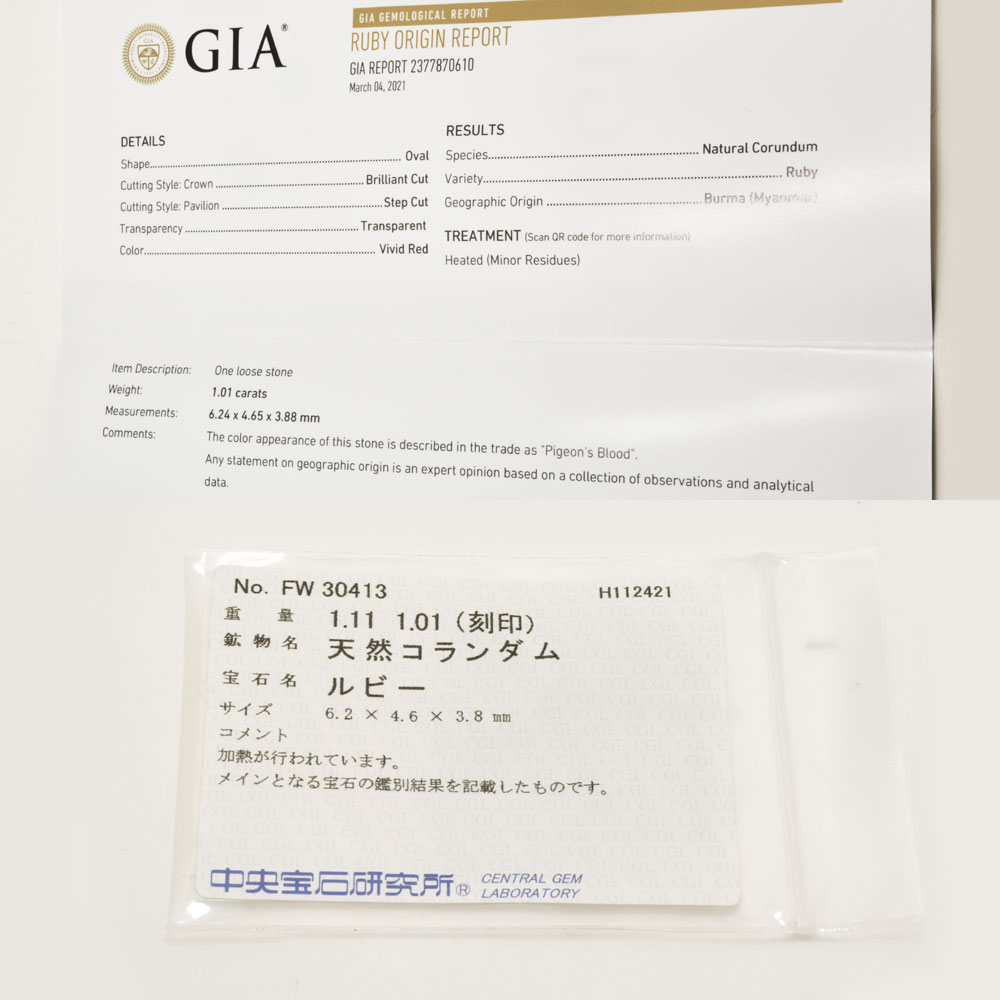 GIA®
GIA GEMOLOGICAL REPORT
RUBY ORIGIN REPORT
GIA REPORT 2377870610
March 04, 2021
DETAILS
Shape Oval
Cutting Style: Crown Brilliant Cut
Cutting Style: Pavilion Step Cut
Transparency Transparent
Color Vivid Red
RESULTS
Species Natural Corundum
Variety Ruby
Geographic Origin Burma (Myanmar)
TREATMENT (Scan QR code for more information)
Heated (Minor Residues)
Item Description: One loose stone
Weight: 1.01 carats
Measurements: 6.24 x 4.65 x 3.88 mm
Comments: The color appearance of this stone is described in the trade as "Pigeon's Blood".
Any statement on geographic origin is an expert opinion based on a collection of observations and analytical
data.
No. FW 30413 H112421
重量 1.11 1.01（刻印）
鉱物名 天然コランダム
宝石名 ルビー
サイズ 6.2 × 4.6 × 3.8 mm
コメント
加熱が行われています。
メインとなる宝石の鑑別結果を記載したものです。
中央宝石研究所® CENTRAL GEM
LABORATORY